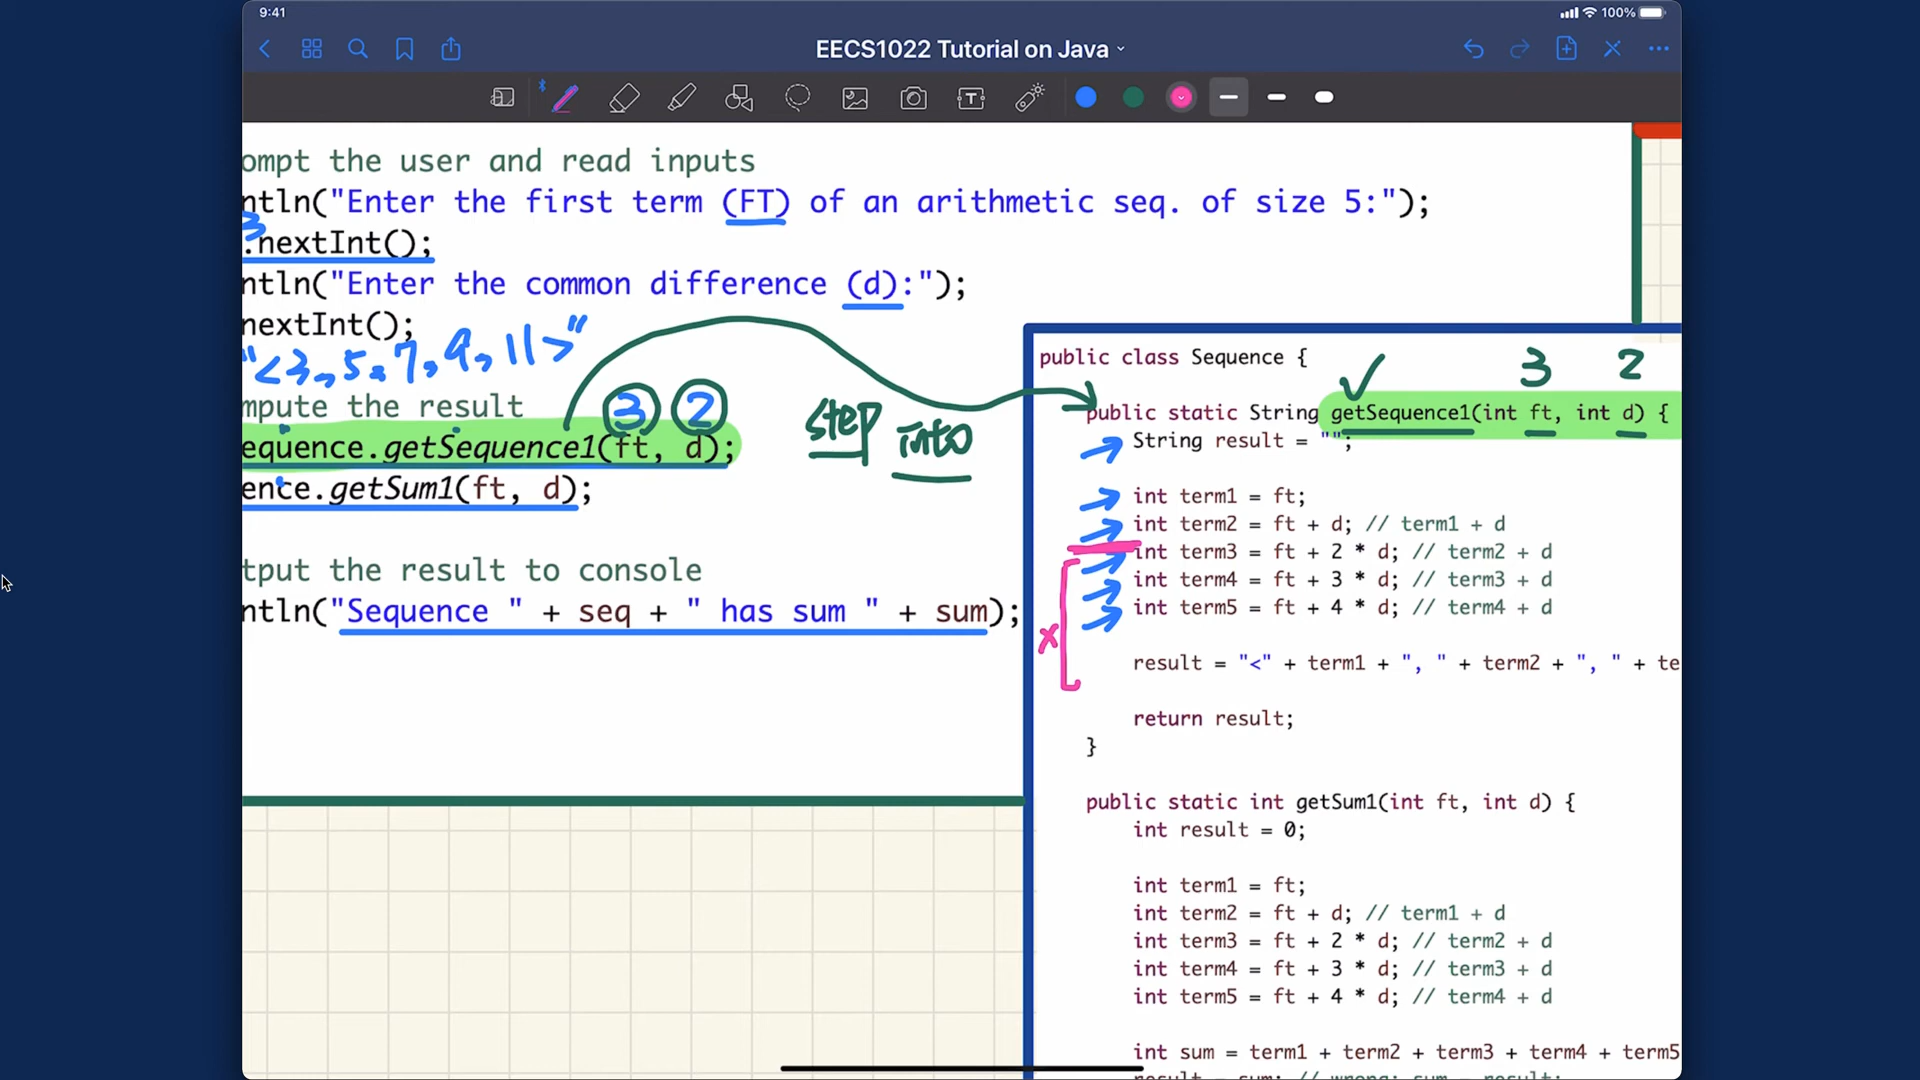 9:41
100%
EECS1022 Tutorial on Java
ompt the user and read inputs
ntln("Enter the first term (FT) of an arithmetic seq. of size 5:");
3
.nextInt();
ntln("Enter the common difference (d):");
nextInt();
"<3, 5, 7, 9, 11>"
mpute the result
3 2
equence.getSequence1(ft, d);
step into
ence.getSum1(ft, d);
tput the result to console
ntln("Sequence " + seq + " has sum " + sum);
public class Sequence {
3 2
public static String getSequence1(int ft, int d) {
String result = "";
int term1 = ft;
int term2 = ft + d; // term1 + d
int term3 = ft + 2 * d; // term2 + d
int term4 = ft + 3 * d; // term3 + d
int term5 = ft + 4 * d; // term4 + d
x
result = "<" + term1 + ", " + term2 + ", " + te
return result;
}
public static int getSum1(int ft, int d) {
int result = 0;
int term1 = ft;
int term2 = ft + d; // term1 + d
int term3 = ft + 2 * d; // term2 + d
int term4 = ft + 3 * d; // term3 + d
int term5 = ft + 4 * d; // term4 + d
int sum = term1 + term2 + term3 + term4 + term5
result = sum; // wrong: sum = result;